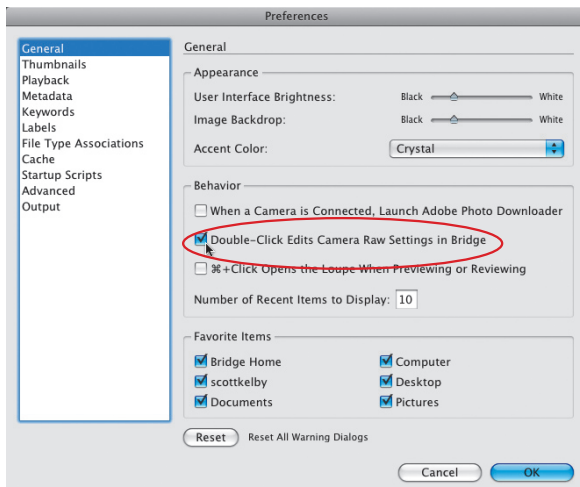 Preferences
General
Thumbnails
Playback
Metadata
Keywords
Labels
File Type Associations
Cache
Startup Scripts
Advanced
Output
General
Appearance
User Interface Brightness:
Black
White
Image Backdrop:
Black
White
Accent Color:
Crystal
Behavior
When a Camera is Connected, Launch Adobe Photo Downloader
Double-Click Edits Camera Raw Settings in Bridge
⌘+Click Opens the Loupe When Previewing or Reviewing
Number of Recent Items to Display: 10
Favorite Items
Bridge Home
Computer
scottkelby
Desktop
Documents
Pictures
Reset
Reset All Warning Dialogs
Cancel
OK